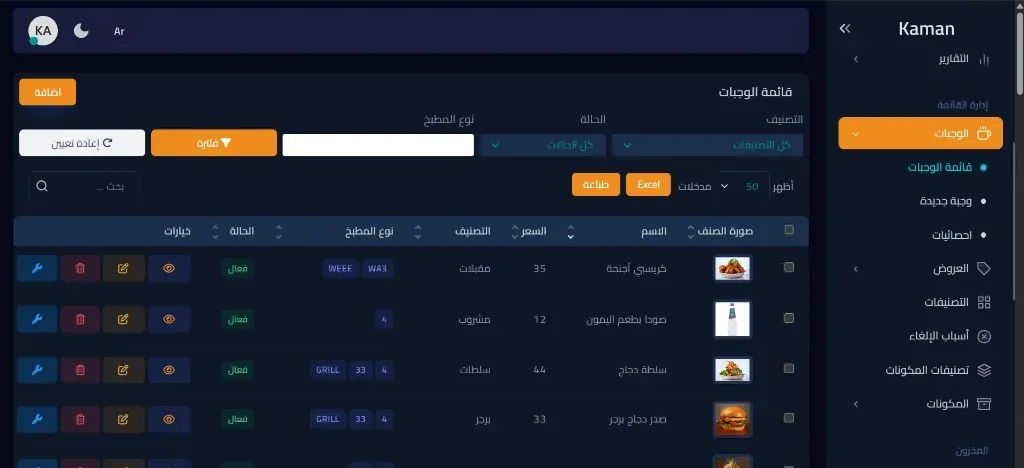 Kaman
KA
Ar
التقارير
إدارة القائمة
الوجبات
قائمة الوجبات
وجبة جديدة
احصائيات
العروض
التصنيفات
أسباب الإلغاء
تصنيفات المكونات
المكونات
المخزون
قائمة الوجبات
اضافة
التصنيف
الحالة
نوع المطبخ
كل التصنيفات
كل الحالات
فلترة
إعادة تعيين
أظهر 50 مدخلات
Excel
طباعة
بحث ...
صورة الصنف الاسم السعر التصنيف نوع المطبخ الحالة خيارات
كريسبي أجنحة 35 مقبلات WA3 WEEE فعال
صودا بطعم اليمون 12 مشروب 4 فعال
سلطة دجاج 44 سلطات 4 33 GRILL فعال
صدر دجاج برجر 33 برجر 4 33 GRILL فعال